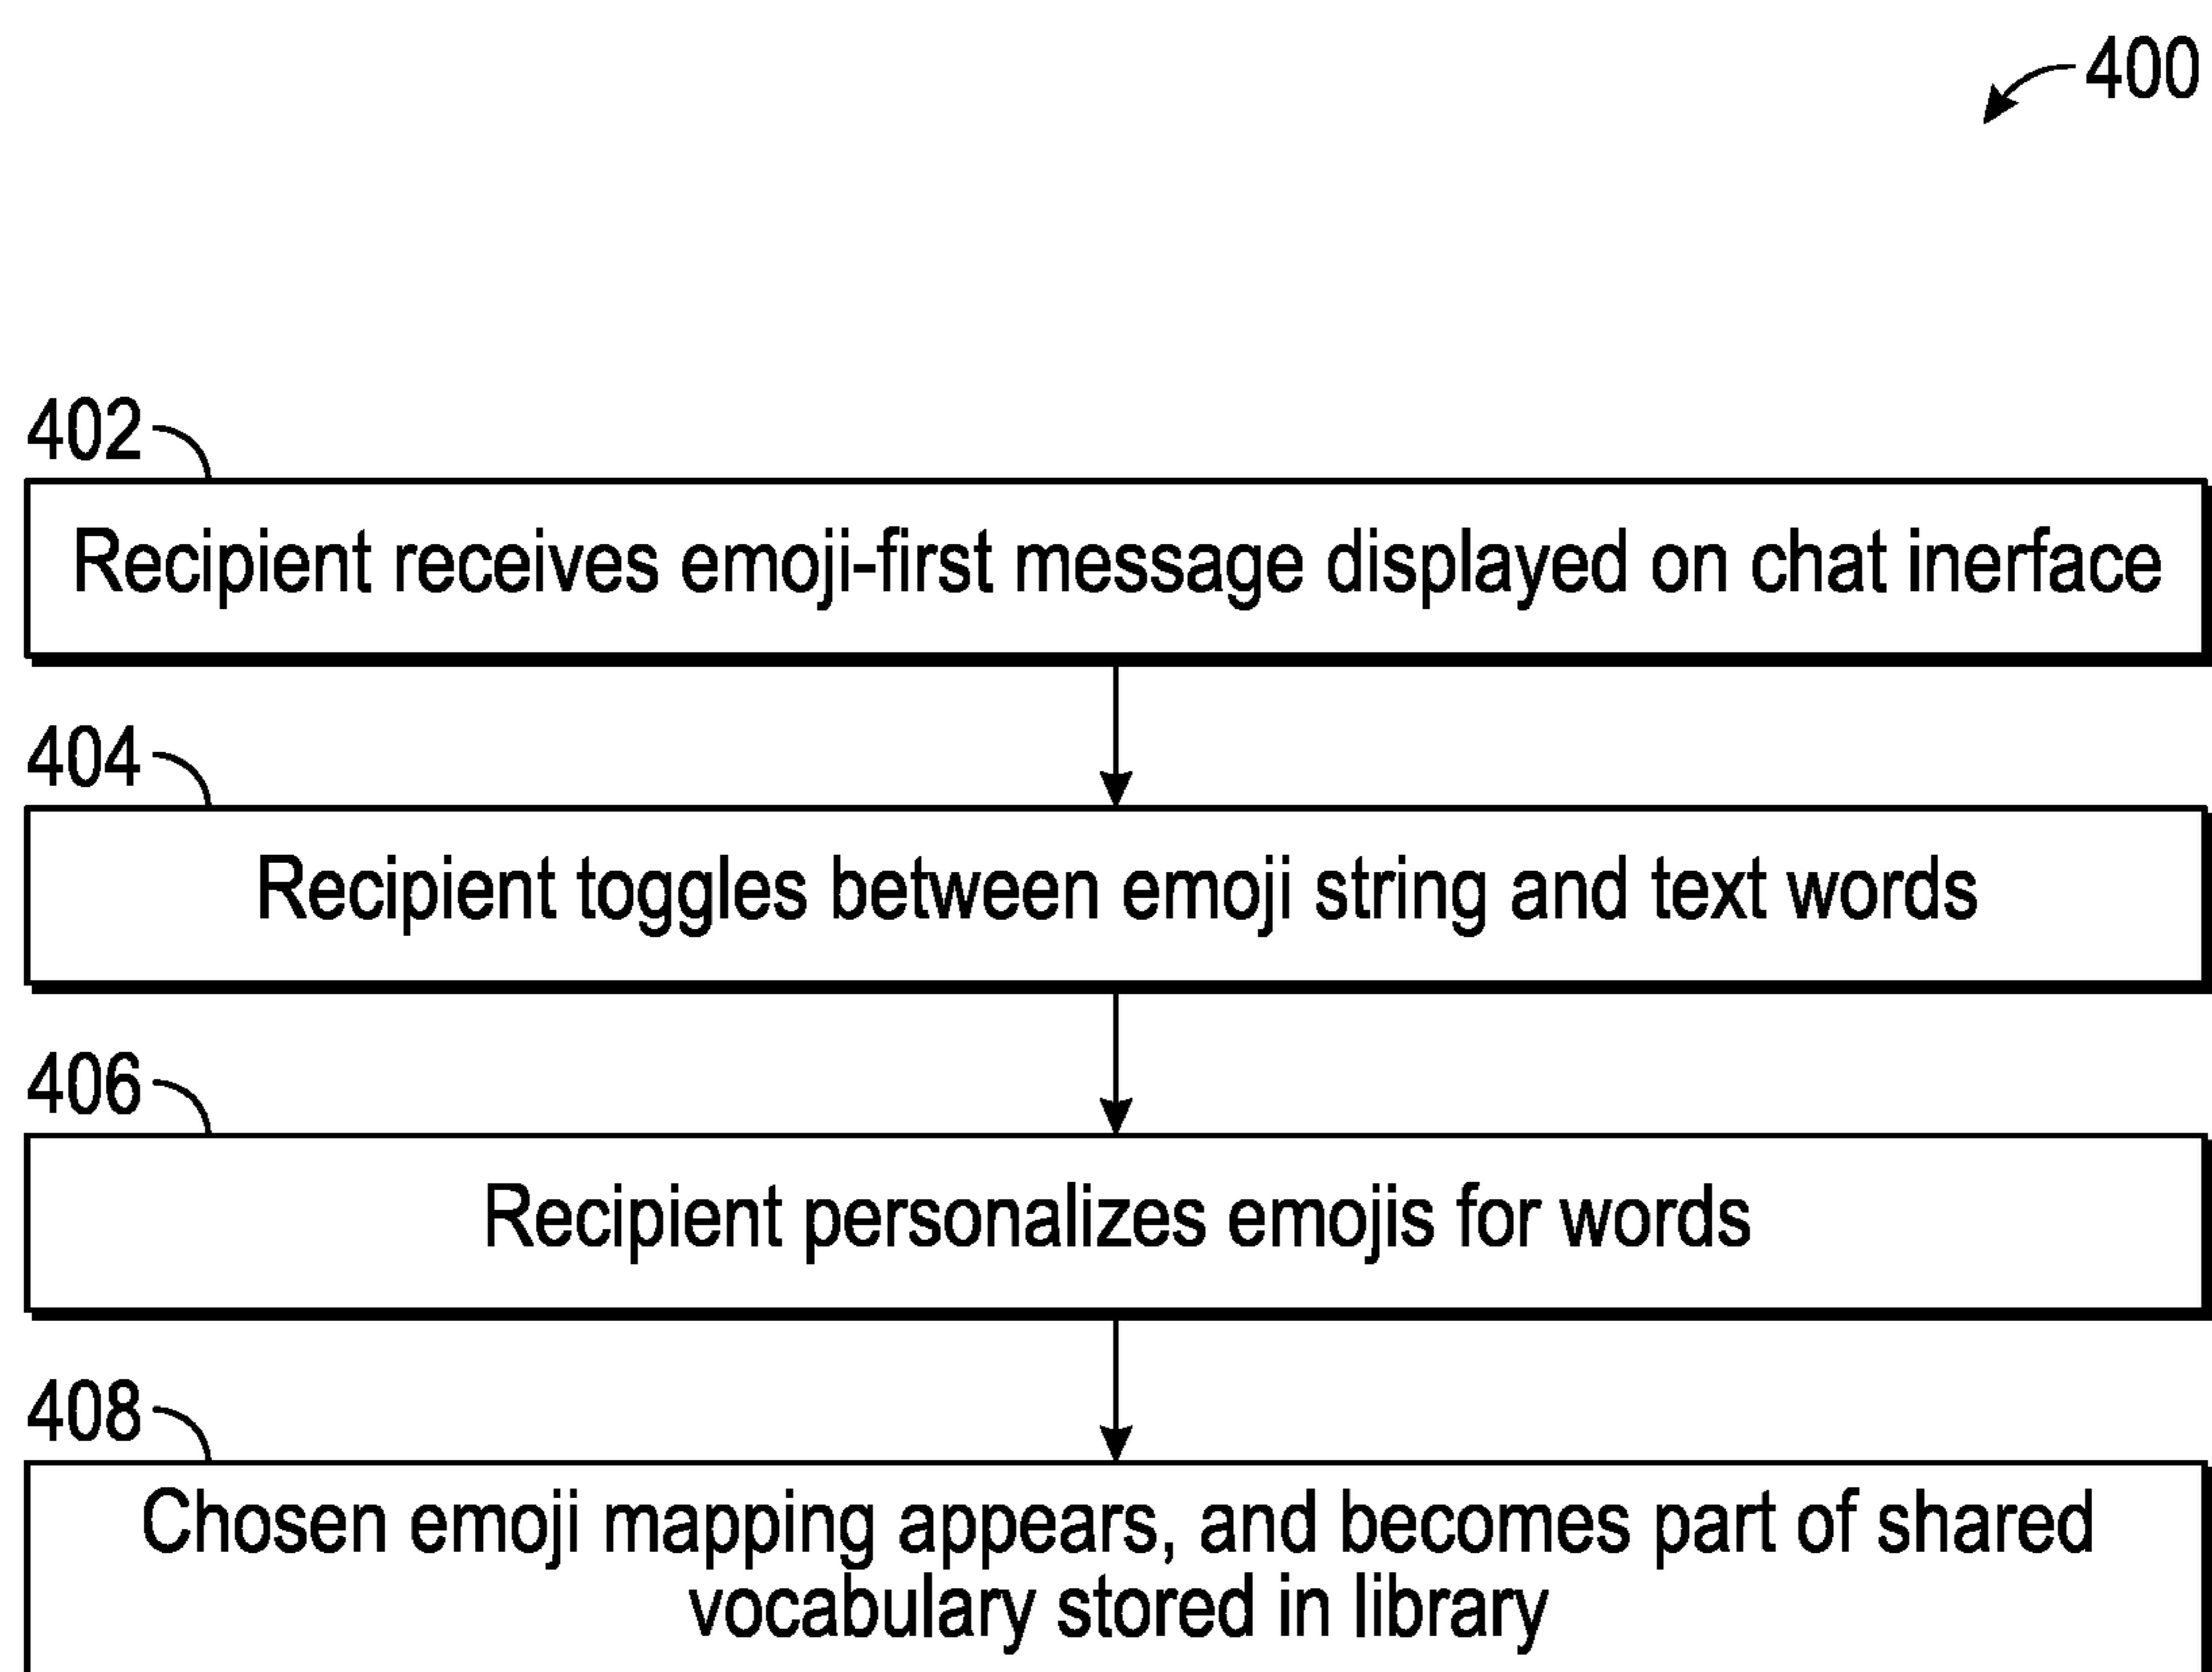 400
402
Recipient receives emoji-first message displayed on chat inerface
404
Recipient toggles between emoji string and text words
406
Recipient personalizes emojis for words
408
Chosen emoji mapping appears, and becomes part of shared
vocabulary stored in library